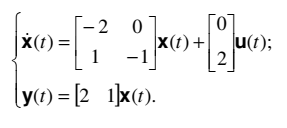 ẋ(t) = [−2 0; 1 −1] x(t) + [0; 2] u(t);
y(t) = [2 1] x(t).